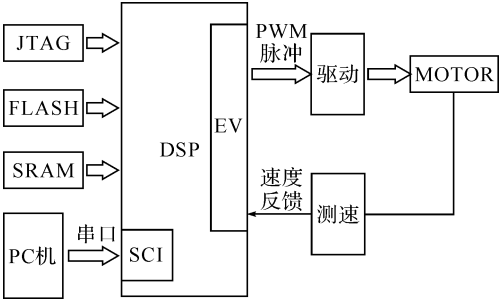 JTAG
FLASH
SRAM
PC机
串口
SCI
DSP
EV
PWM
脉冲
驱动
MOTOR
速度
反馈
测速